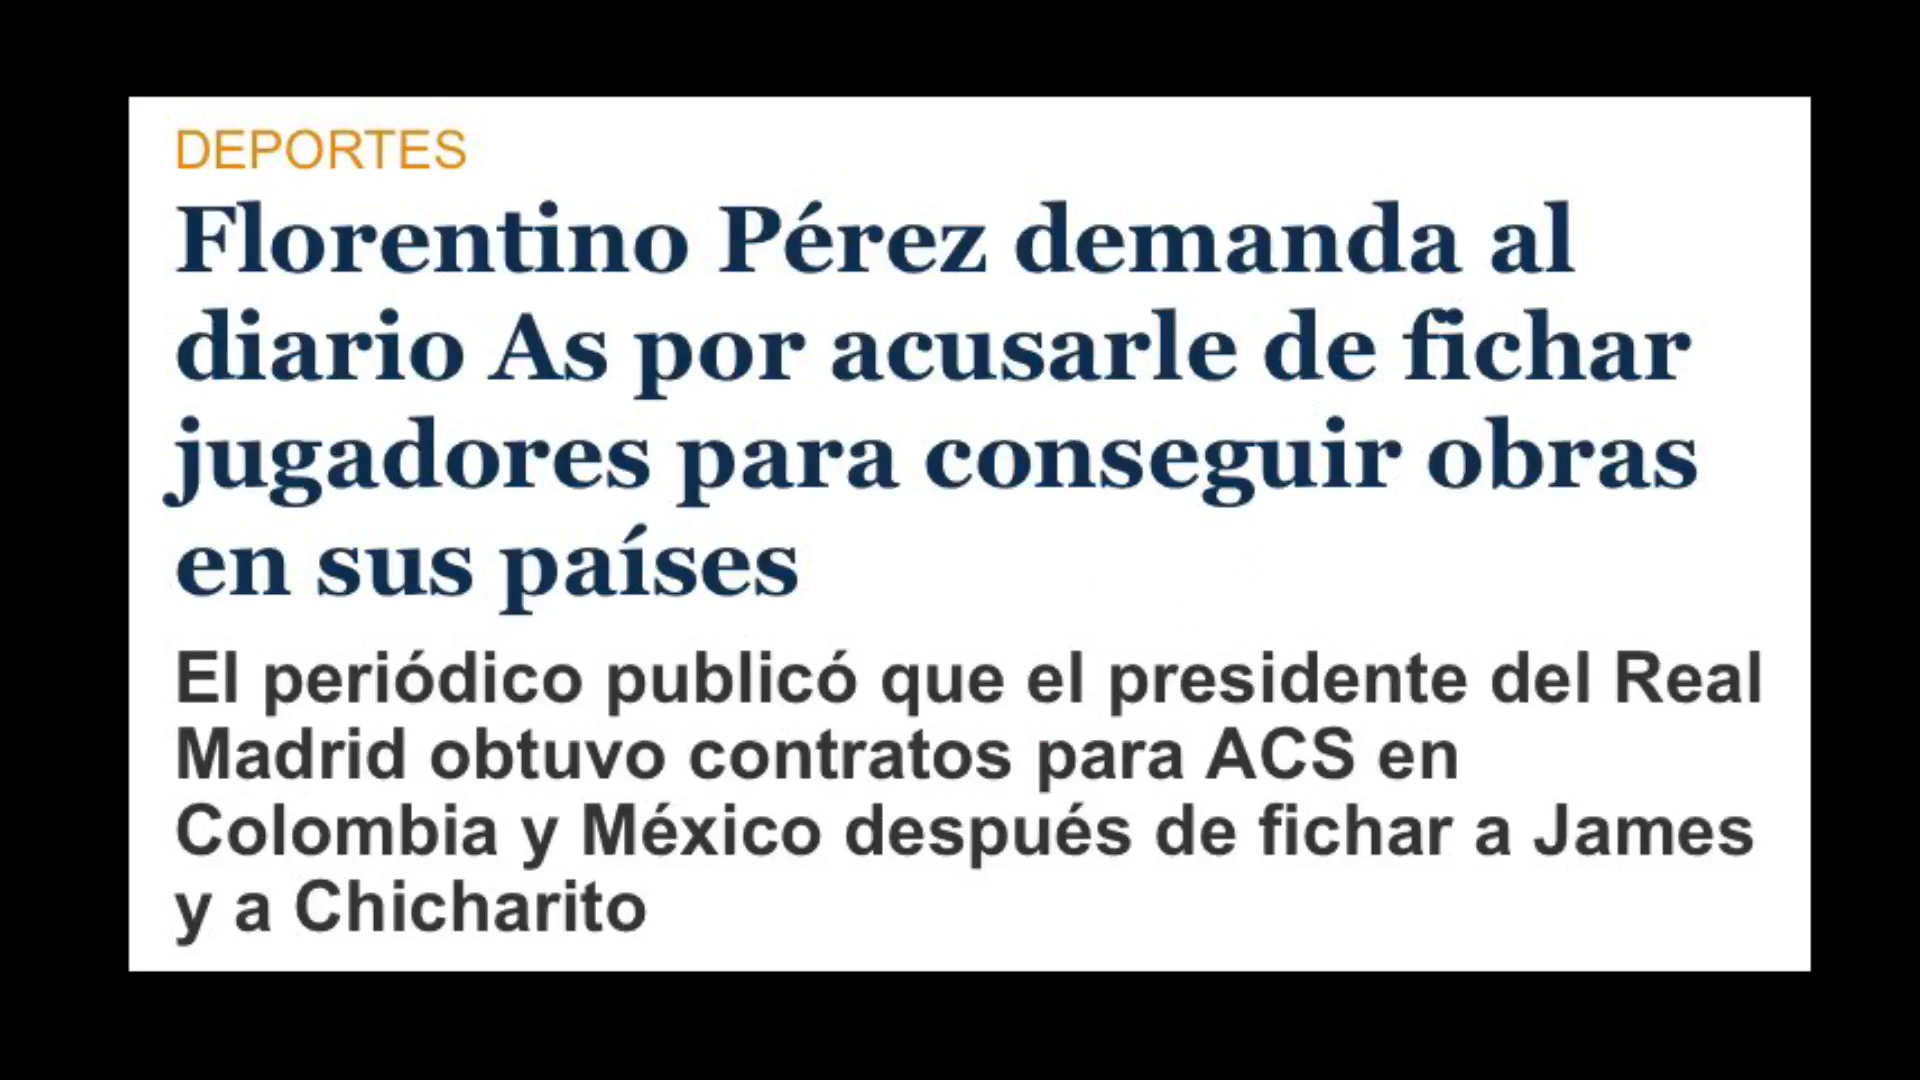 DEPORTES
Florentino Pérez demanda al
diario As por acusarle de fichar
jugadores para conseguir obras
en sus países
El periódico publicó que el presidente del Real
Madrid obtuvo contratos para ACS en
Colombia y México después de fichar a James
y a Chicharito